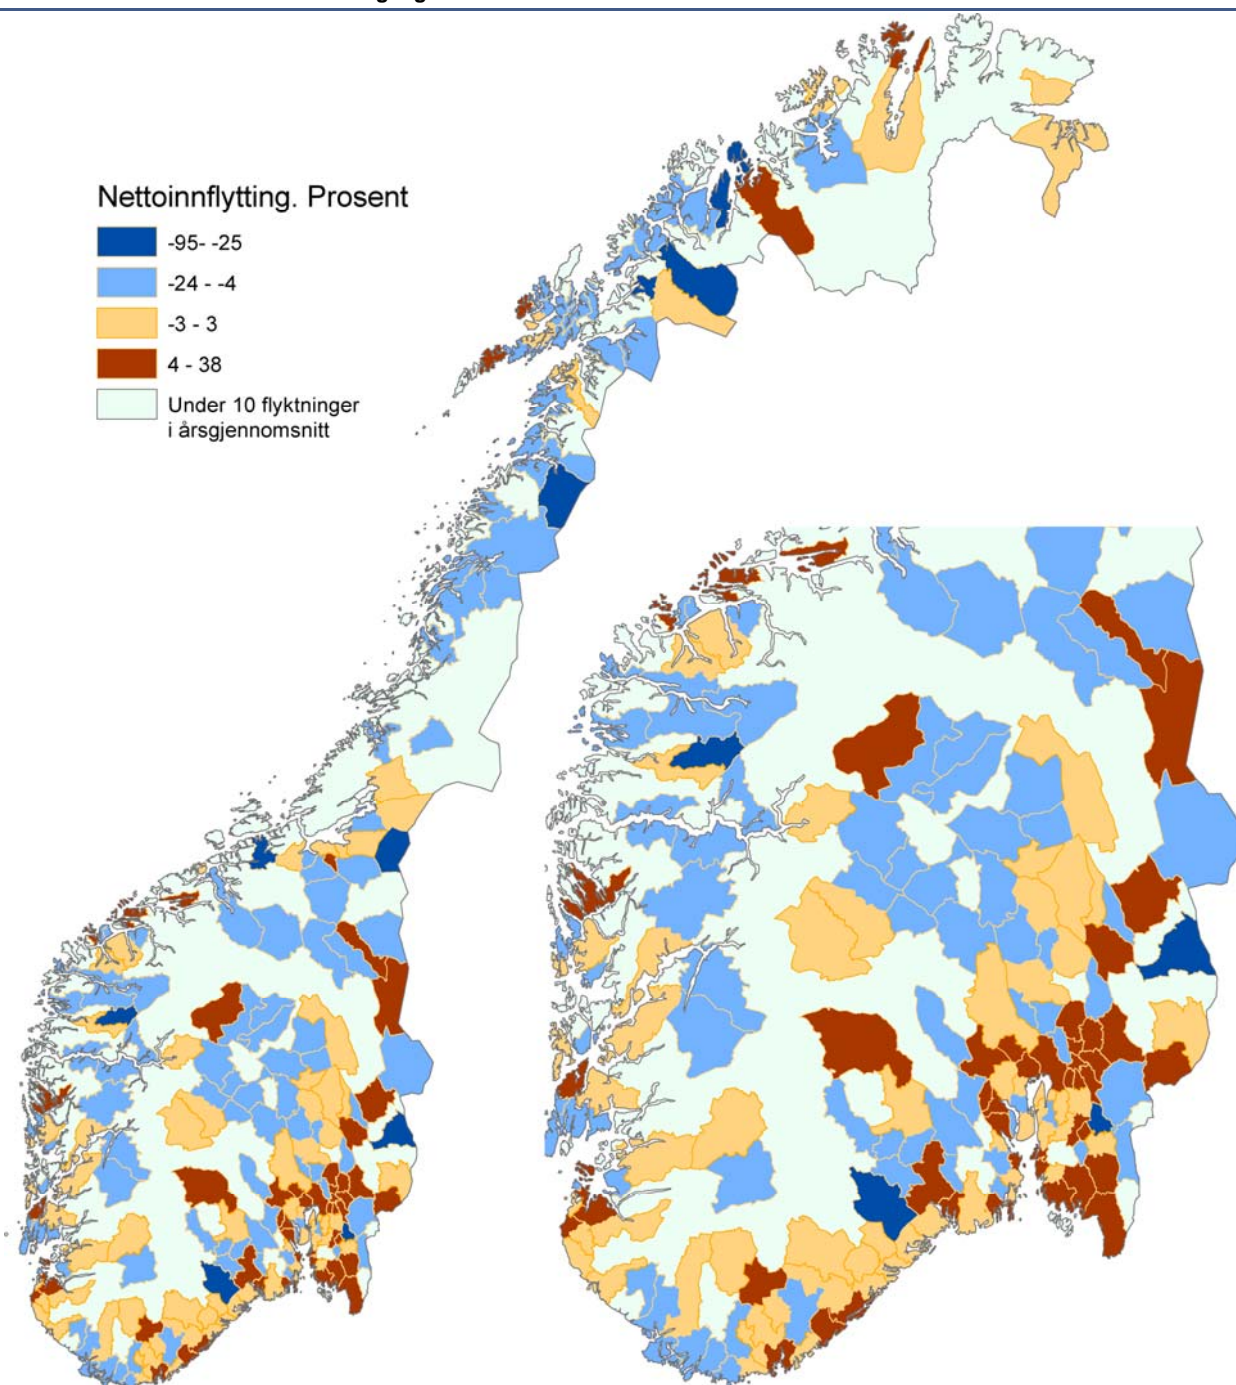 Nettoinnflytting. Prosent
-95- -25
-24 - -4
-3 - 3
4 - 38
Under 10 flyktninger
i årsgjennomsnitt